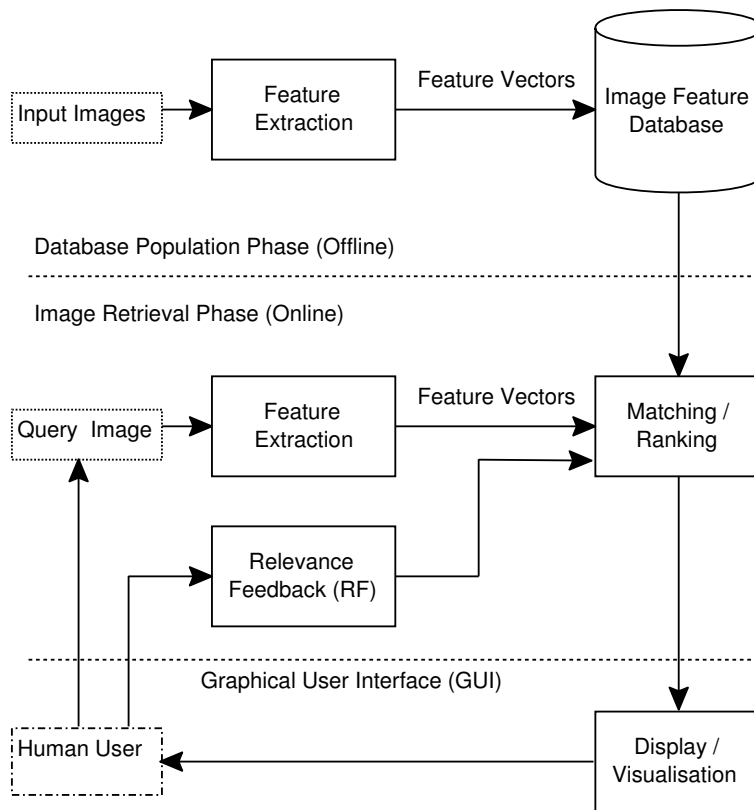 Input Images
Feature
Extraction
Feature Vectors
Image Feature
Database
Database Population Phase (Offline)
Image Retrieval Phase (Online)
Query Image
Feature
Extraction
Feature Vectors
Matching /
Ranking
Relevance
Feedback (RF)
Graphical User Interface (GUI)
Human User
Display /
Visualisation